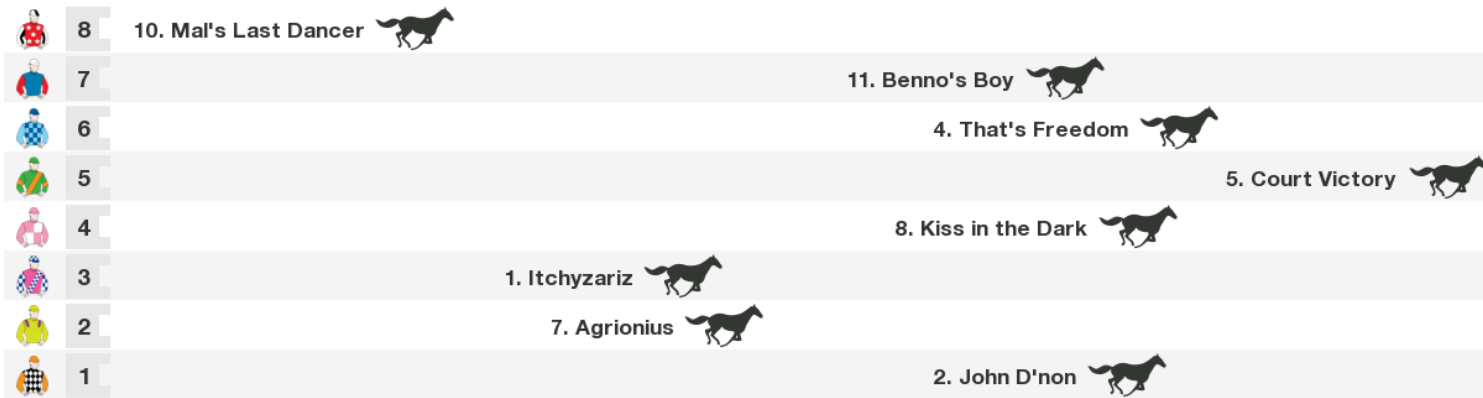 8 10. Mal's Last Dancer
7 11. Benno's Boy
6 4. That's Freedom
5 5. Court Victory
4 8. Kiss in the Dark
3 1. Itchyzariz
2 7. Agrionius
1 2. John D'non